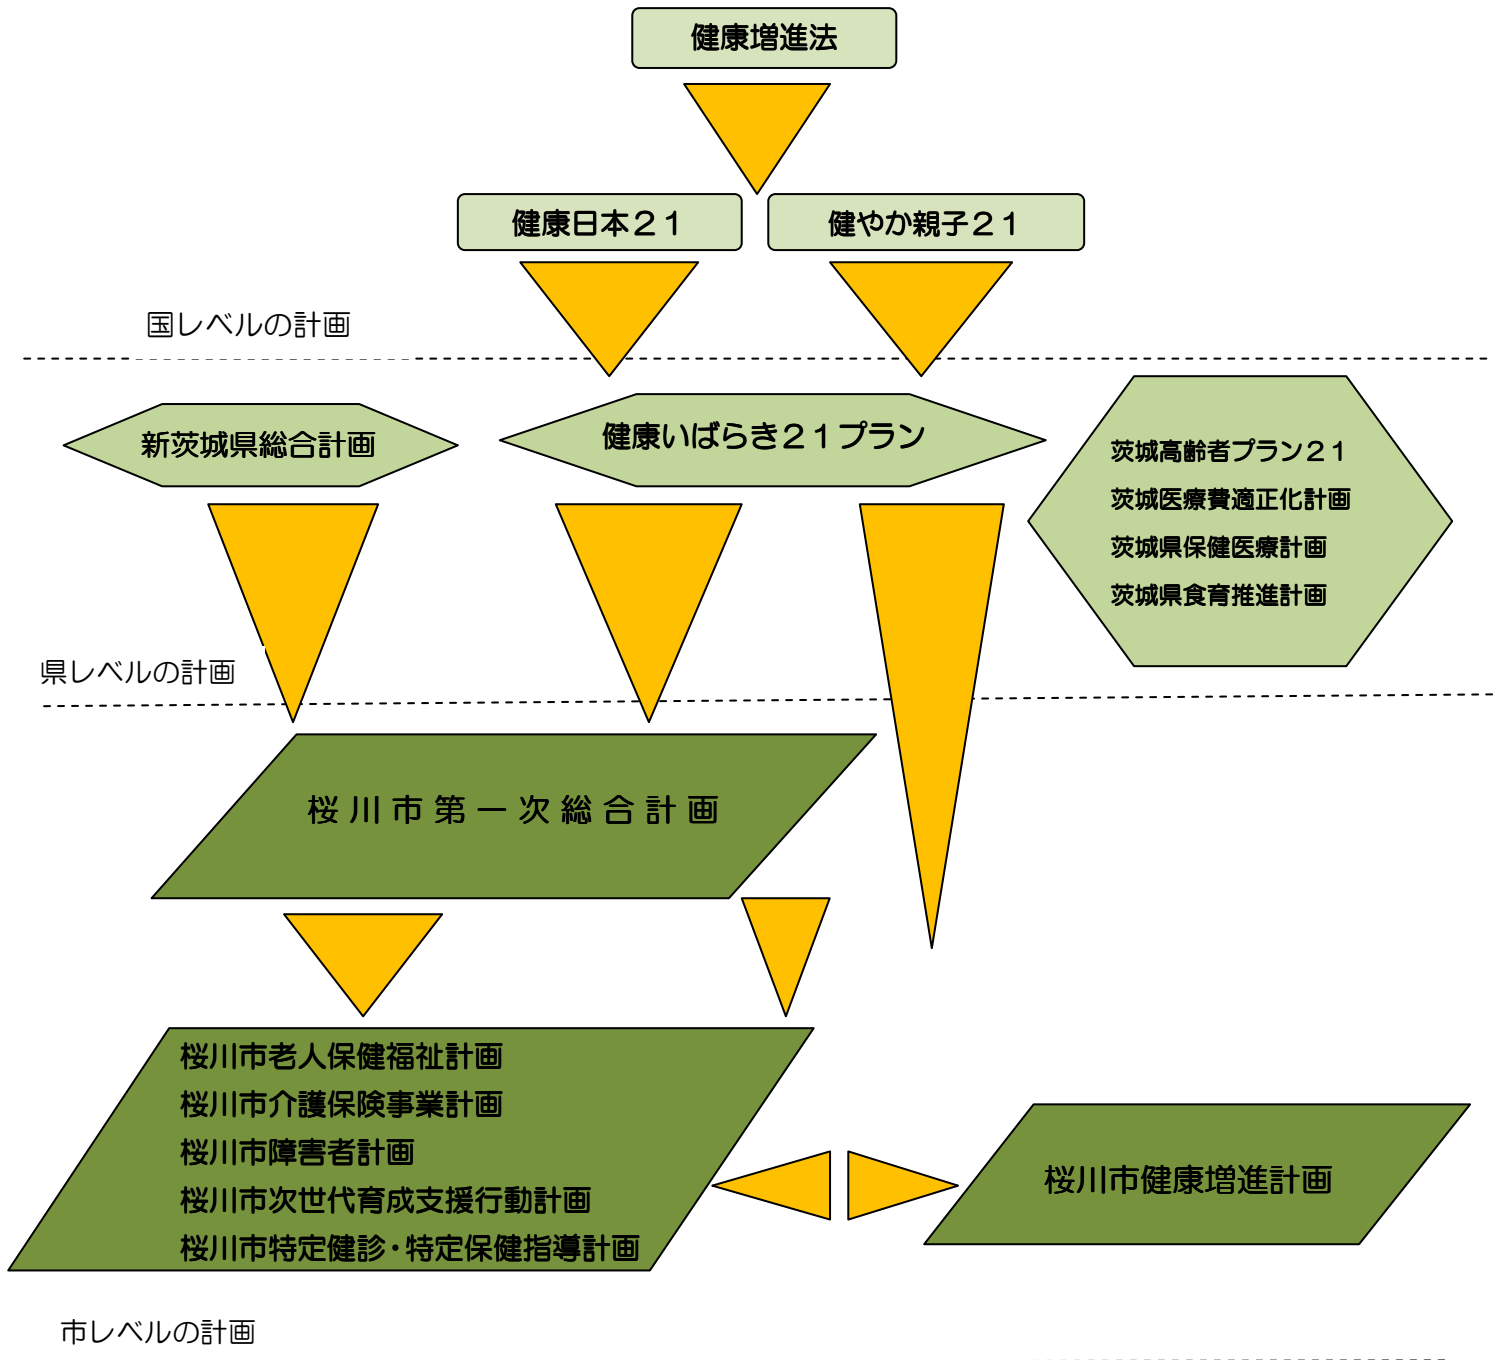 健康増進法
健康日本２１
健やか親子２１
国レベルの計画
新茨城県総合計画
健康いばらき２１プラン
茨城高齢者プラン２１
茨城医療費適正化計画
茨城県保健医療計画
茨城県食育推進計画
県レベルの計画
桜川市第一次総合計画
桜川市老人保健福祉計画
桜川市介護保険事業計画
桜川市障害者計画
桜川市次世代育成支援行動計画
桜川市特定健診・特定保健指導計画
桜川市健康増進計画
市レベルの計画